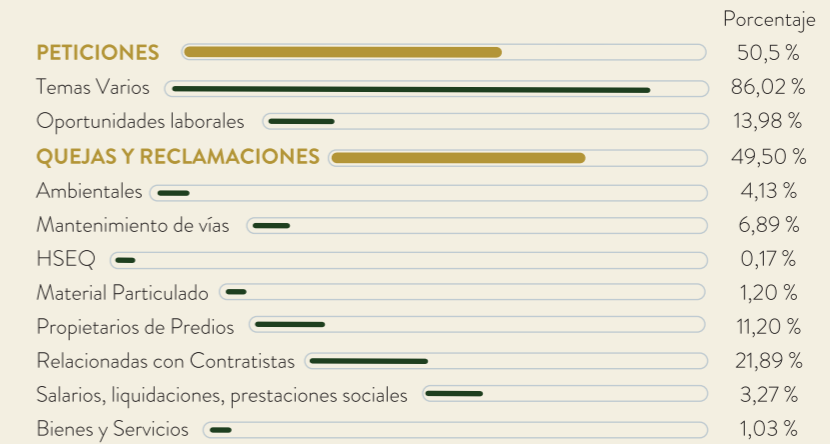 Porcentaje
PETICIONES 50,5 %
Temas Varios 86,02 %
Oportunidades laborales 13,98 %
QUEJAS Y RECLAMACIONES 49,50 %
Ambientales 4,13 %
Mantenimiento de vías 6,89 %
HSEQ 0,17 %
Material Particulado 1,20 %
Propietarios de Predios 11,20 %
Relacionadas con Contratistas 21,89 %
Salarios, liquidaciones, prestaciones sociales 3,27 %
Bienes y Servicios 1,03 %